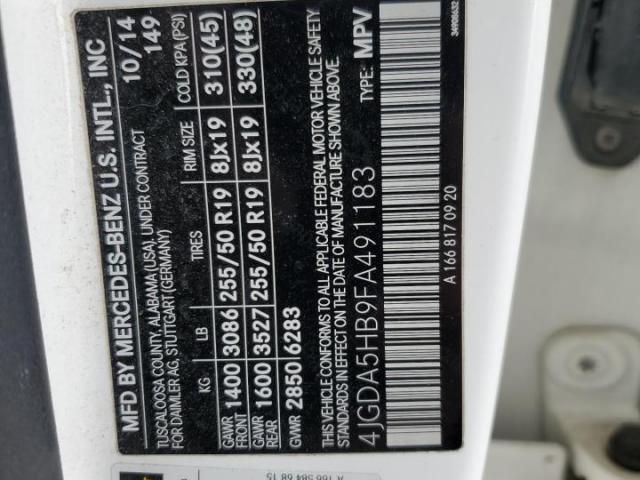 MFD BY MERCEDES-BENZ U.S. INTL., INC
TUSCALOOSA COUNTY, ALABAMA (USA), UNDER CONTRACT 10/14
FOR DAIMLER AG, STUTTGART (GERMANY) 149
KG LB TIRES RIM SIZE COLD KPA (PSI)
GAWR FRONT 1400 3086 255/50 R19 8Jx19 310(45)
GAWR REAR 1600 3527 255/50 R19 8Jx19 330(48)
GVWR 2850 6283
THIS VEHICLE CONFORMS TO ALL APPLICABLE FEDERAL MOTOR VEHICLE SAFETY
STANDARDS IN EFFECT ON THE DATE OF MANUFACTURE SHOWN ABOVE.
4JGDA5HB9FA491183 TYPE: MPV
A 166 817 09 20 34908632
A 166 584 68 15